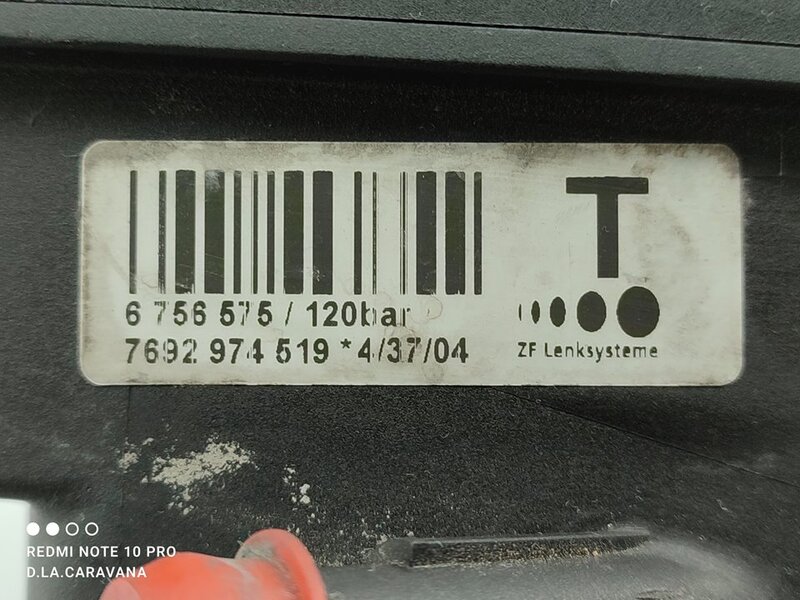 T
6 756 575 / 120bar
7692 974 519 *4/37/04
ZF Lenksysteme
REDMI NOTE 10 PRO
D.LA.CARAVANA